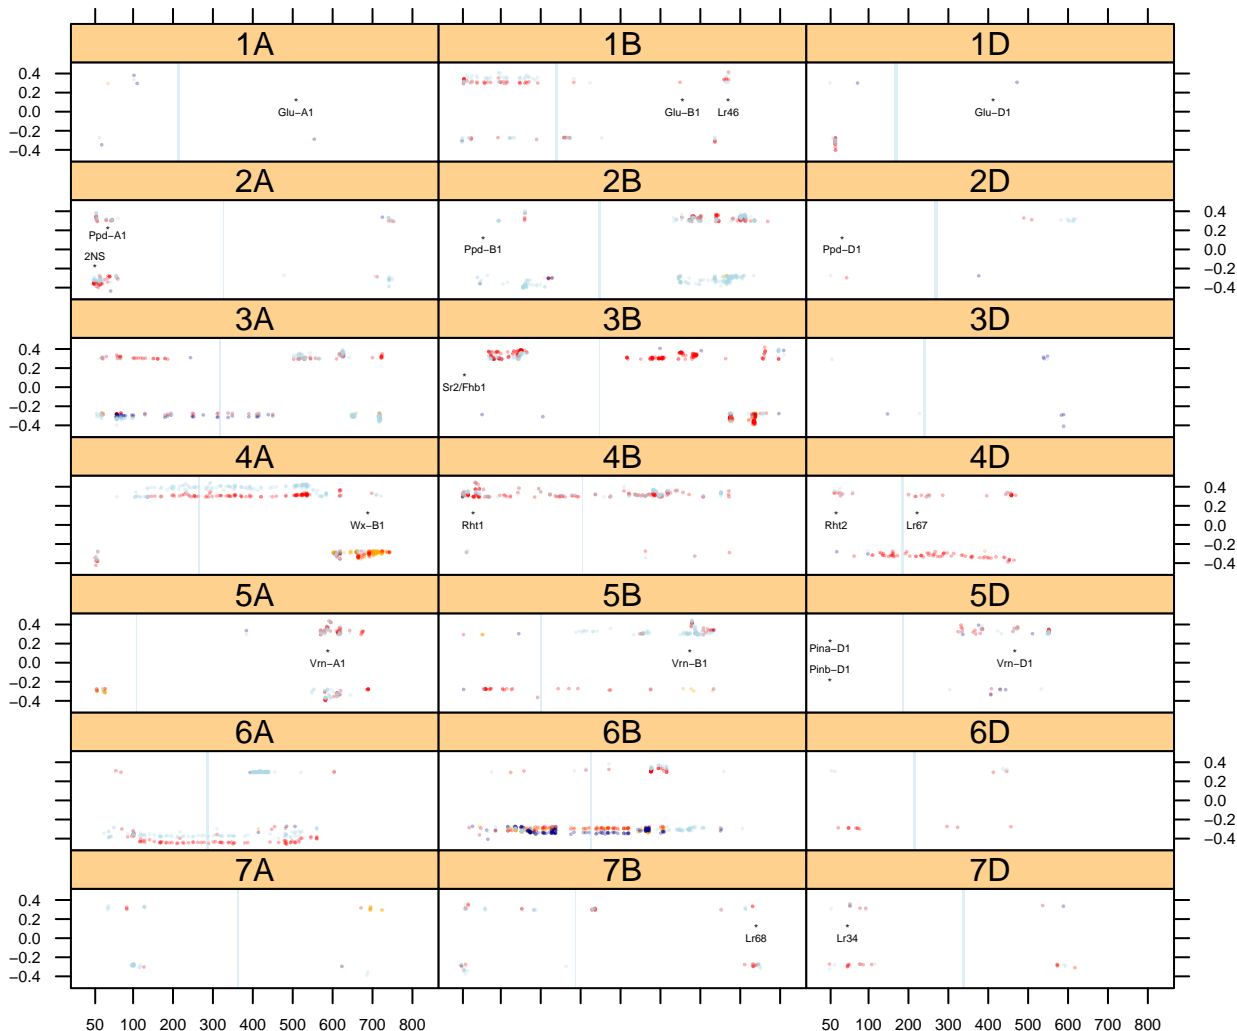 1A 1B 1D
0.4
0.2
0.0
−0.2
−0.4
Glu−A1 Glu−B1 Lr46 Glu−D1
2A 2B 2D
Ppd−A1
2NS
Ppd−B1 Ppd−D1
0.4
0.2
0.0
−0.2
−0.4
3A 3B 3D
0.4
0.2
0.0
−0.2
−0.4
Sr2/Fhb1
4A 4B 4D
Wx−B1 Rht1 Rht2 Lr67
0.4
0.2
0.0
−0.2
−0.4
5A 5B 5D
0.4
0.2
0.0
−0.2
−0.4
Vrn−A1 Vrn−B1 Pina−D1
Pinb−D1
Vrn−D1
6A 6B 6D
0.4
0.2
0.0
−0.2
−0.4
7A 7B 7D
0.4
0.2
0.0
−0.2
−0.4
Lr68 Lr34
50 100 200 300 400 500 600 700 800 50 100 200 300 400 500 600 700 800